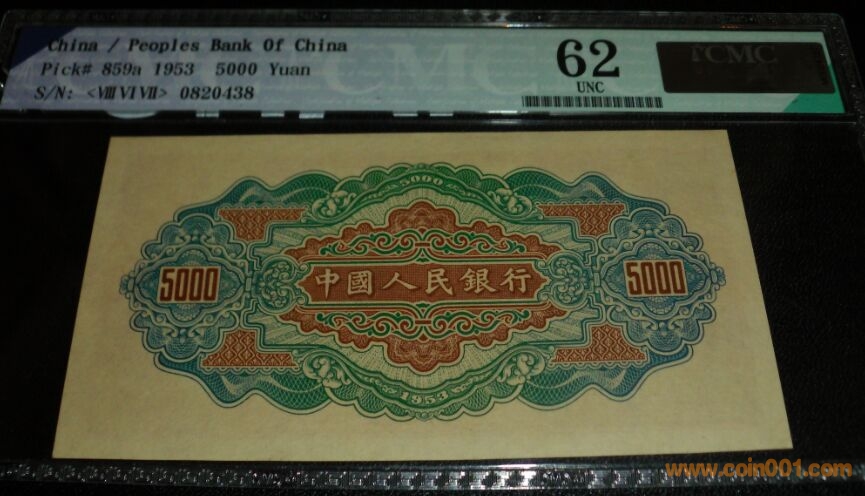 China / Peoples Bank Of China
Pick# 859a 1953 5000 Yuan
S/N: <Ⅷ Ⅵ Ⅶ> 0820438
62
UNC
CMC
5000
5000
中國人民銀行
5000
1953
www.coin001.com